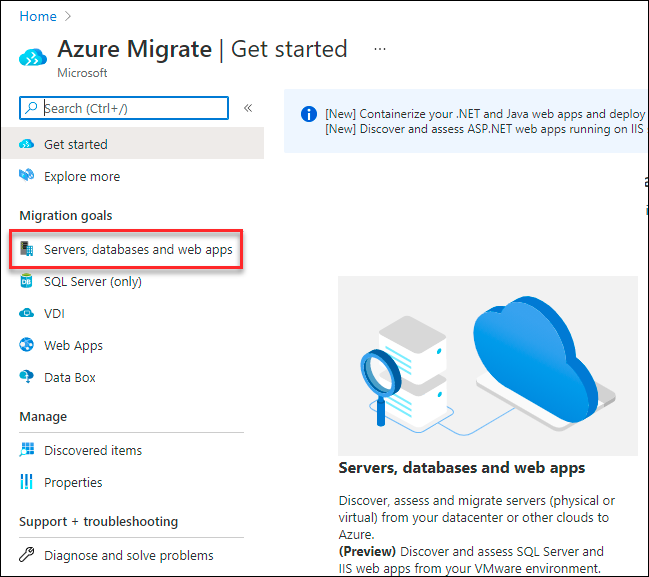 Home >
Azure Migrate | Get started ...
Microsoft
Search (Ctrl+/)
«
Get started
Explore more
Migration goals
Servers, databases and web apps
SQL Server (only)
VDI
Web Apps
Data Box
Manage
Discovered items
Properties
Support + troubleshooting
Diagnose and solve problems
[New] Containerize your .NET and Java web apps and deploy
[New] Discover and assess ASP.NET web apps running on IIS
Servers, databases and web apps
Discover, assess and migrate servers (physical or
virtual) from your datacenter or other clouds to
Azure.
(Preview) Discover and assess SQL Server and
IIS web apps from your VMware environment.